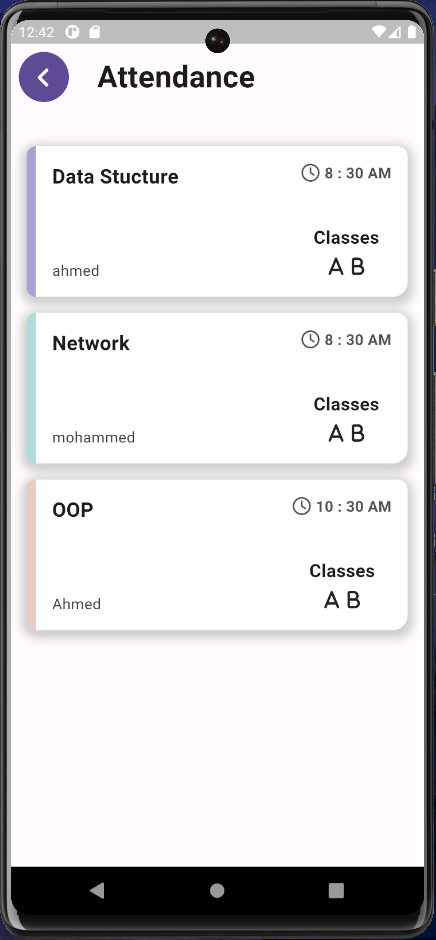 12:42
Attendance
Data Stucture
8 : 30 AM
Classes
A B
ahmed
Network
8 : 30 AM
Classes
A B
mohammed
OOP
10 : 30 AM
Classes
A B
Ahmed